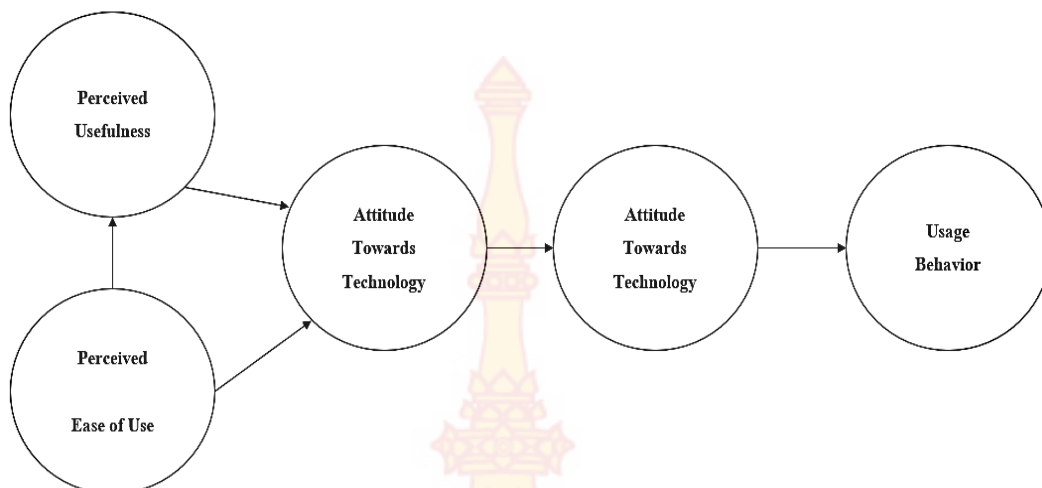 Perceived
Usefulness
Attitude
Towards
Technology
Attitude
Towards
Technology
Usage
Behavior
Perceived
Ease of Use